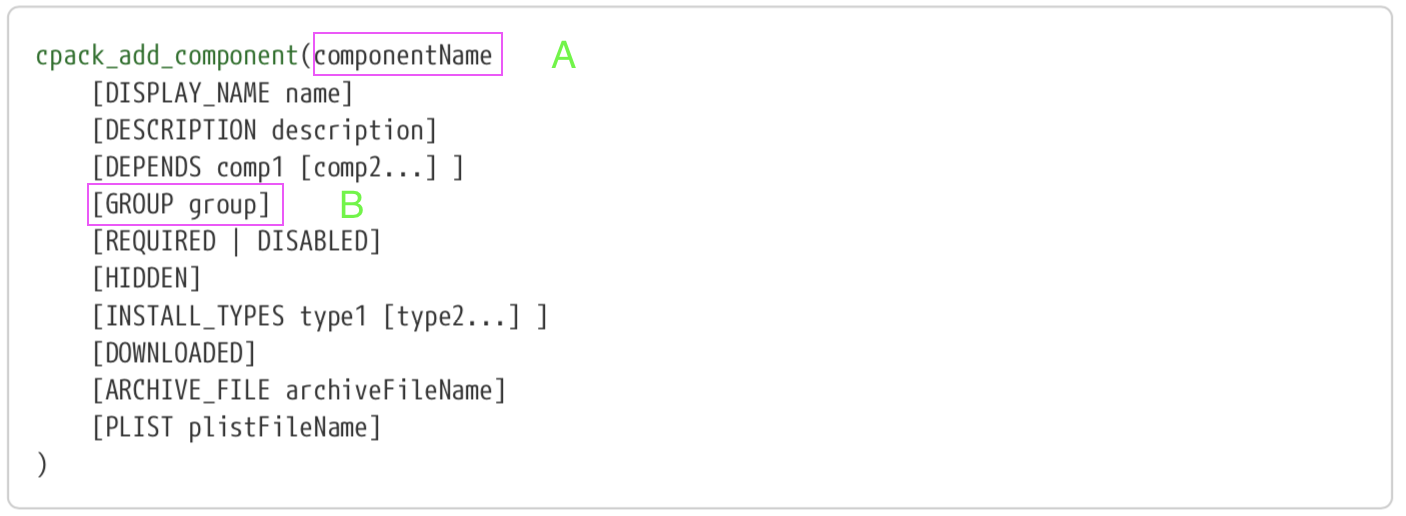 cpack_add_component(componentName A
[DISPLAY_NAME name]
[DESCRIPTION description]
[DEPENDS comp1 [comp2...] ]
[GROUP group] B
[REQUIRED | DISABLED]
[HIDDEN]
[INSTALL_TYPES type1 [type2...] ]
[DOWNLOADED]
[ARCHIVE_FILE archiveFileName]
[PLIST plistFileName]
)